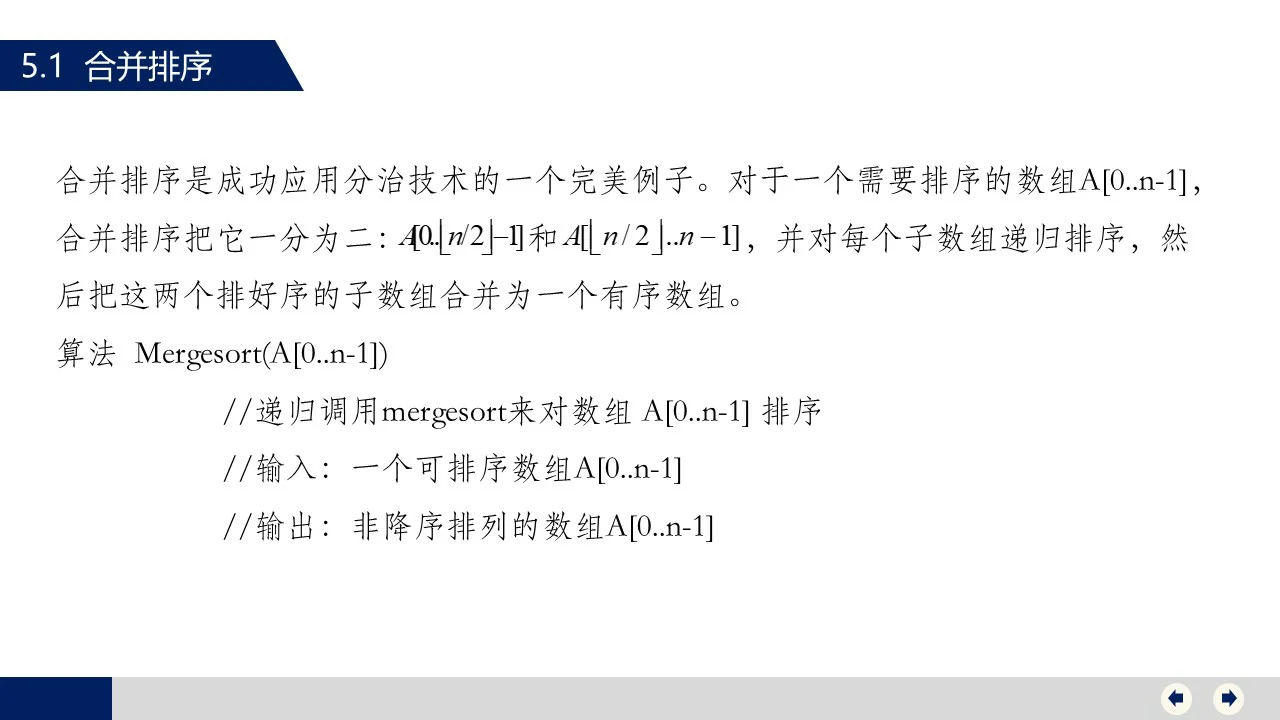 5.1 合并排序
合并排序是成功应用分治技术的一个完美例子。对于一个需要排序的数组A[0..n-1]，
合并排序把它一分为二：A[0..⌊n/2⌋−1]和A[⌊n/2⌋..n−1]，并对每个子数组递归排序，然
后把这两个排好序的子数组合并为一个有序数组。
算法 Mergesort(A[0..n-1])
//递归调用mergesort来对数组 A[0..n-1] 排序
//输入：一个可排序数组A[0..n-1]
//输出：非降序排列的数组A[0..n-1]